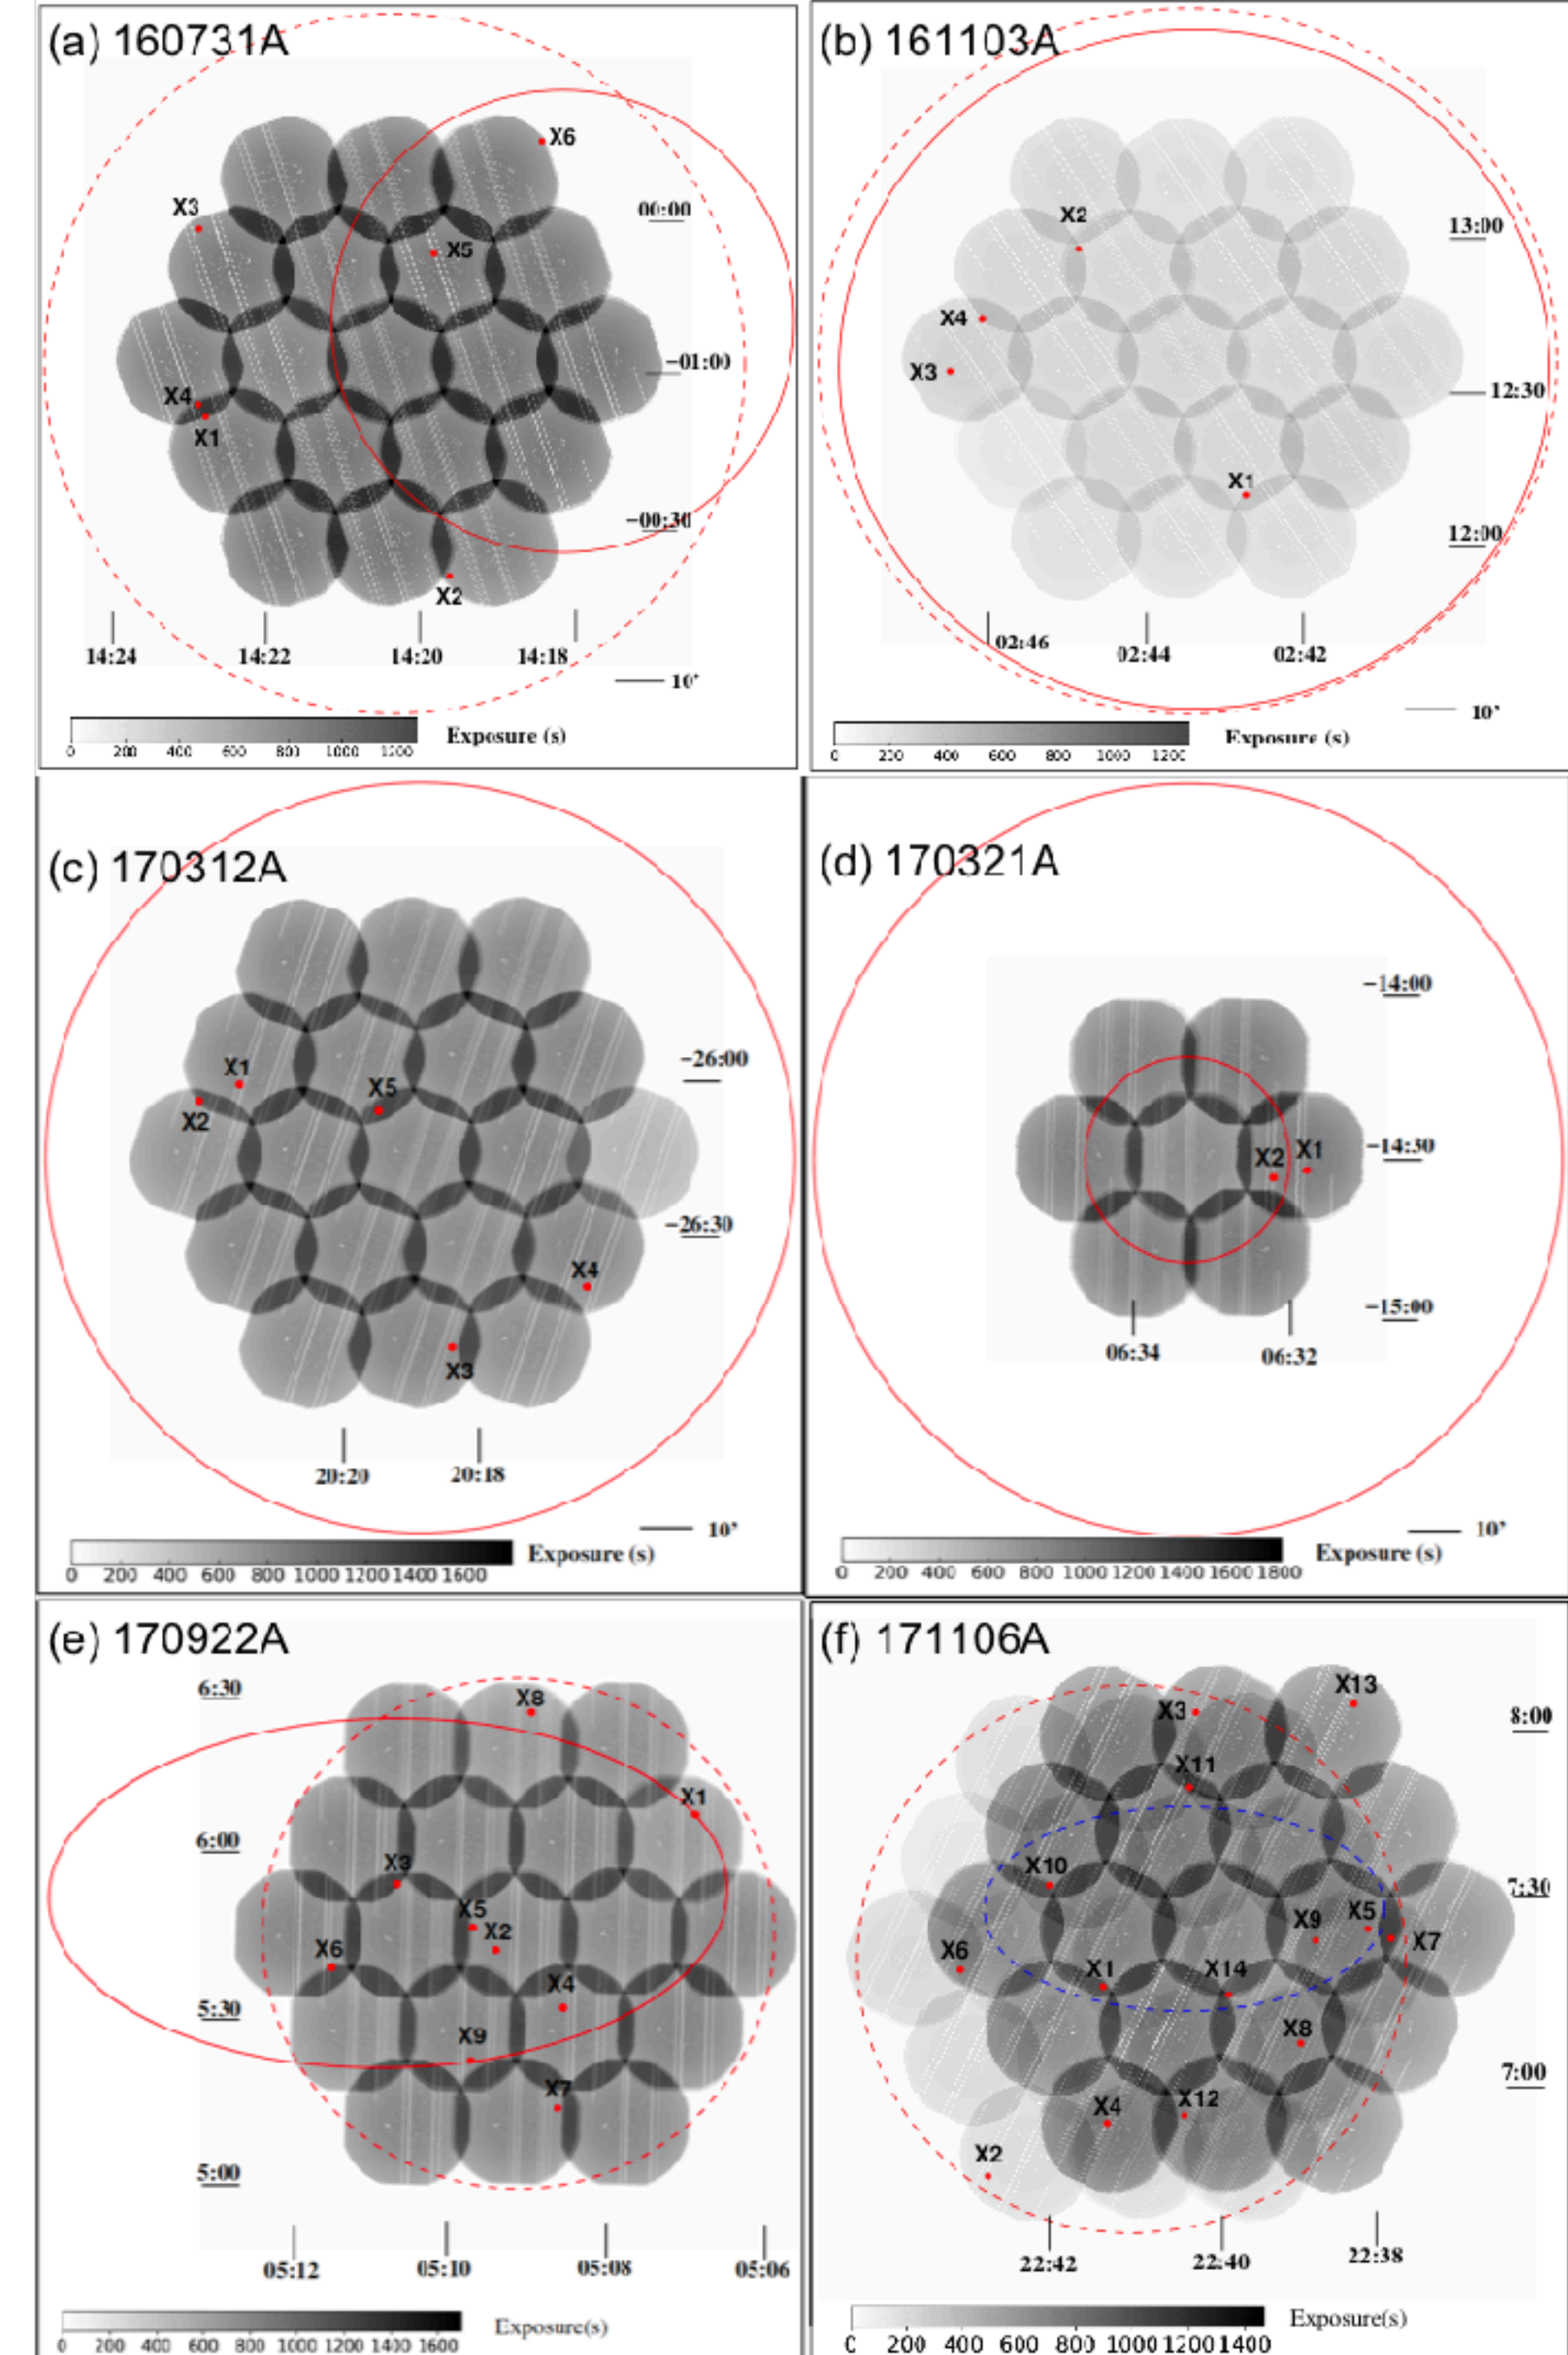 (a) 160731A
X6
X3
00:00
X5
−01:00
X4
X1
−00:30
X2
14:24 14:22 14:20 14:18
10'
Exposure (s)
0 200 400 600 800 1000 1200
(b) 161103A
X2
13:00
X4
X3
12:30
X1
12:00
02:46 02:44 02:42
10'
Exposure (s)
0 200 400 600 800 1000 1200
(c) 170312A
X1
−26:00
X5
X2
−26:30
X4
X3
20:20 20:18
10'
Exposure (s)
0 200 400 600 800 1000 1200 1400 1600
(d) 170321A
−14:00
−14:30
X2 X1
−15:00
06:34 06:32
10'
Exposure (s)
0 200 400 600 800 1000 1200 1400 1600 1800
(e) 170922A
6:30
X8
X1
6:00
X3
X5
X2
X6
X4
5:30
X9
X7
5:00
05:12 05:10 05:08 05:06
Exposure(s)
0 200 400 600 800 1000 1200 1400 1600
(f) 171106A
X13
X3
8:00
X11
X10
7:30
X9 X5
X7
X6
X1 X14
X8
7:00
X4 X12
X2
22:42 22:40 22:38
Exposure(s)
0 200 400 600 800 1000 1200 1400